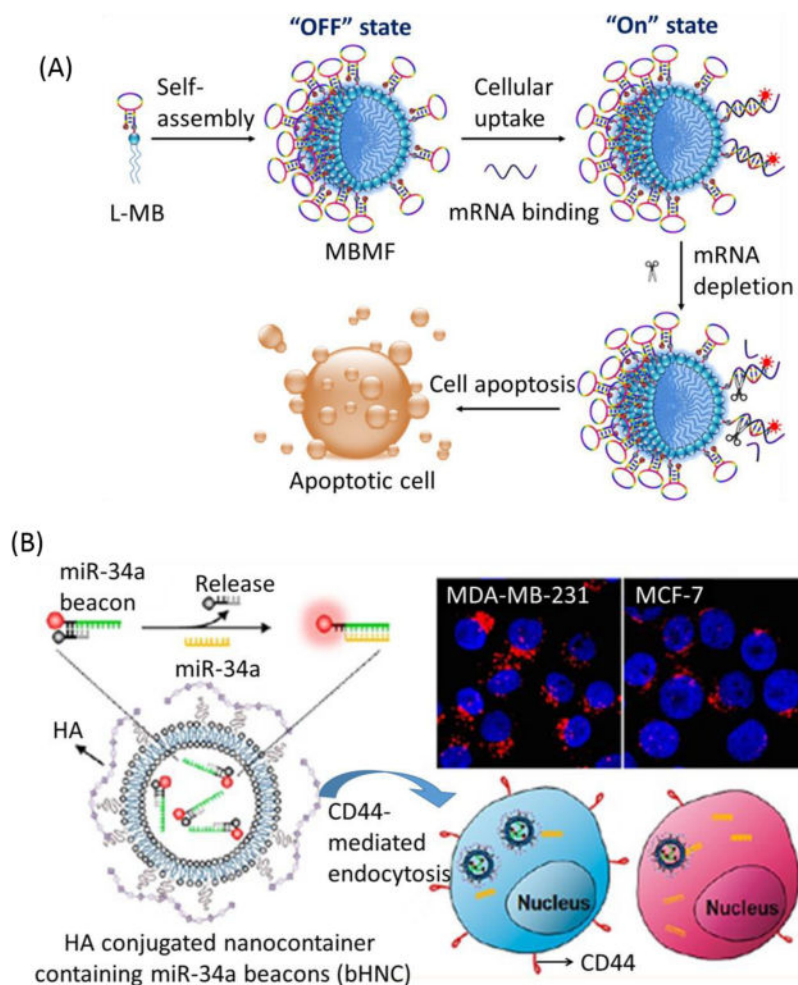 (A)
"OFF" state
"On" state
Self-
assembly
Cellular
uptake
mRNA binding
L-MB
MBMF
mRNA
depletion
Cell apoptosis
Apoptotic cell
(B)
miR-34a
beacon
Release
miR-34a
HA
CD44-
mediated
endocytosis
HA conjugated nanocontainer
containing miR-34a beacons (bHNC)
MDA-MB-231
MCF-7
Nucleus
Nucleus
CD44